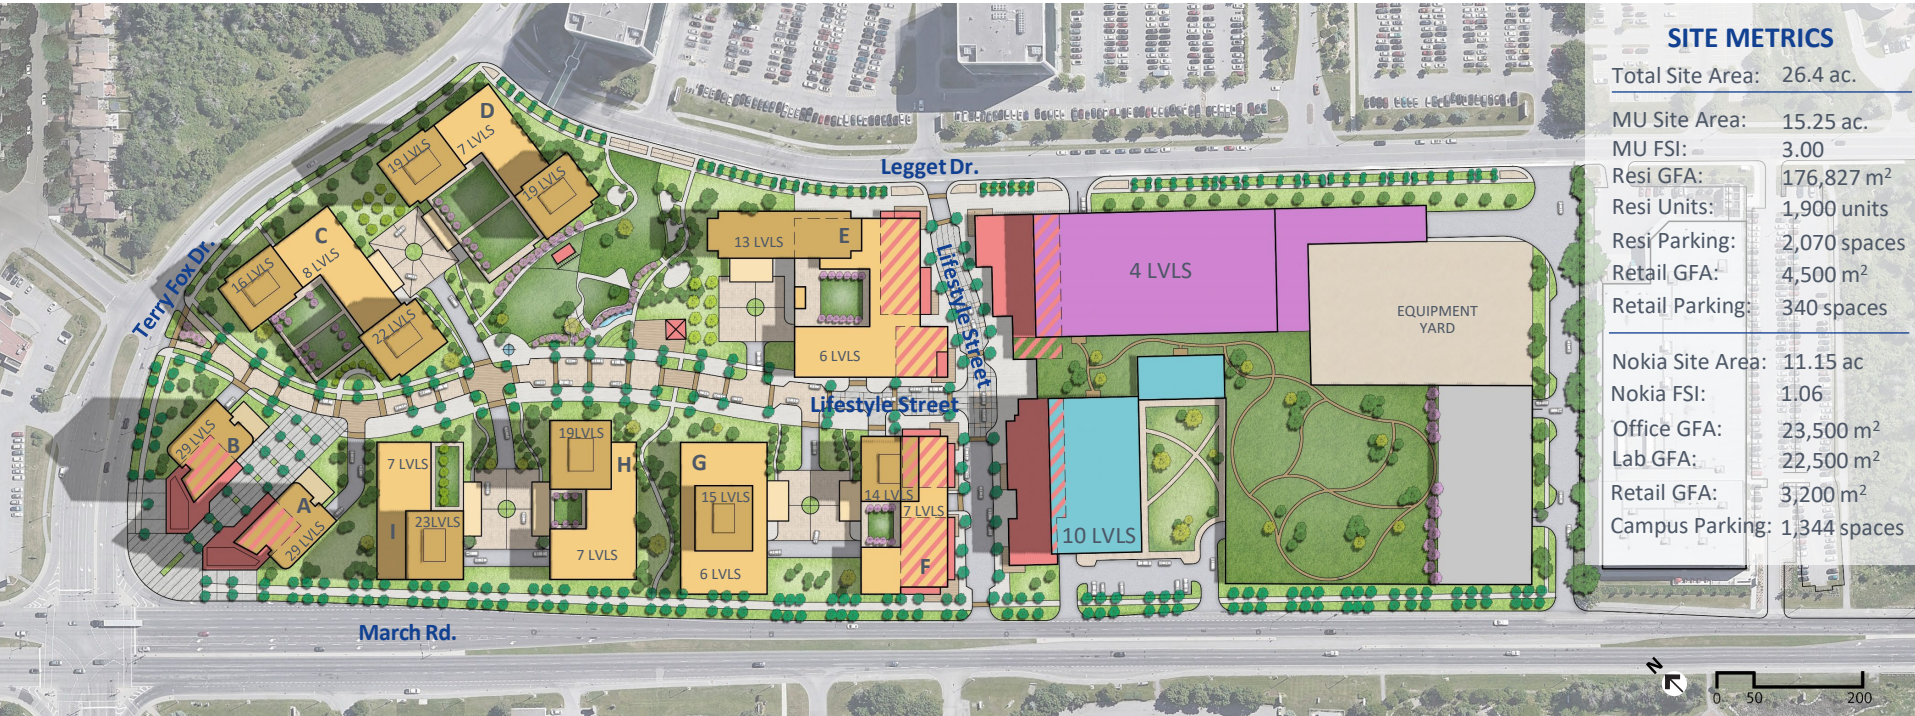 SITE METRICS
Total Site Area: 26.4 ac.
MU Site Area: 15.25 ac.
MU FSI: 3.00
Resi GFA: 176,827 m²
Resi Units: 1,900 units
Resi Parking: 2,070 spaces
Retail GFA: 4,500 m²
Retail Parking: 340 spaces
Nokia Site Area: 11.15 ac
Nokia FSI: 1.06
Office GFA: 23,500 m²
Lab GFA: 22,500 m²
Retail GFA: 3,200 m²
Campus Parking: 1,344 spaces
D
7 LVLS
19 LVLS
19 LVLS
Legget Dr.
C
8 LVLS
16 LVLS
22 LVLS
Terry Fox Dr.
13 LVLS
E
6 LVLS
Lifestyle Street
4 LVLS
EQUIPMENT
YARD
Lifestyle Street
29 LVLS
B
A
29 LVLS
7 LVLS
I
23LVLS
19LVLS
H
7 LVLS
G
15 LVLS
6 LVLS
14 LVLS
7 LVLS
F
10 LVLS
March Rd.
N
0 50 200